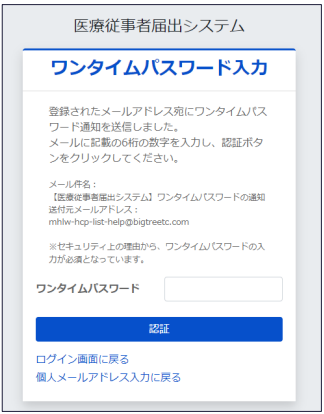 医療従事者届出システム
ワンタイムパスワード入力
登録されたメールアドレス宛にワンタイムパス
ワード通知を送信しました。
メールに記載の6桁の数字を入力し、認証ボタ
ンをクリックしてください。
メール件名：
【医療従事者届出システム】ワンタイムパスワードの通知
送付元メールアドレス：
mhlw-hcp-list-help@bigtreetc.com
※セキュリティ上の理由から、ワンタイムパスワードの入
力が必須となっています。
ワンタイムパスワード
認証
ログイン画面に戻る
個人メールアドレス入力に戻る